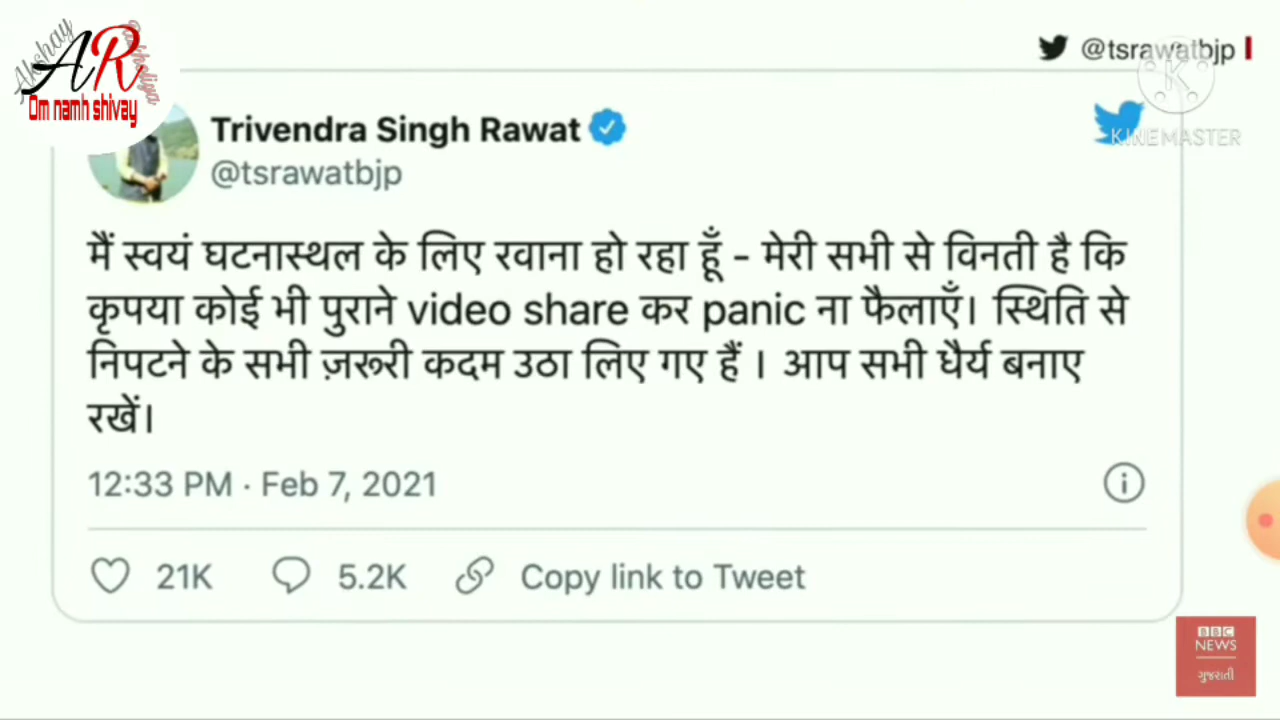 Akshay
AR
Om namh shivay
@tsrawatbjp
KINEMASTER
Trivendra Singh Rawat
@tsrawatbjp
मैं स्वयं घटनास्थल के लिए रवाना हो रहा हूँ - मेरी सभी से विनती है कि
कृपया कोई भी पुराने video share कर panic ना फैलाएँ। स्थिति से
निपटने के सभी ज़रूरी कदम उठा लिए गए हैं । आप सभी धैर्य बनाए
रखें।
12:33 PM · Feb 7, 2021
21K 5.2K Copy link to Tweet
BBC
NEWS
ગુજરાતી